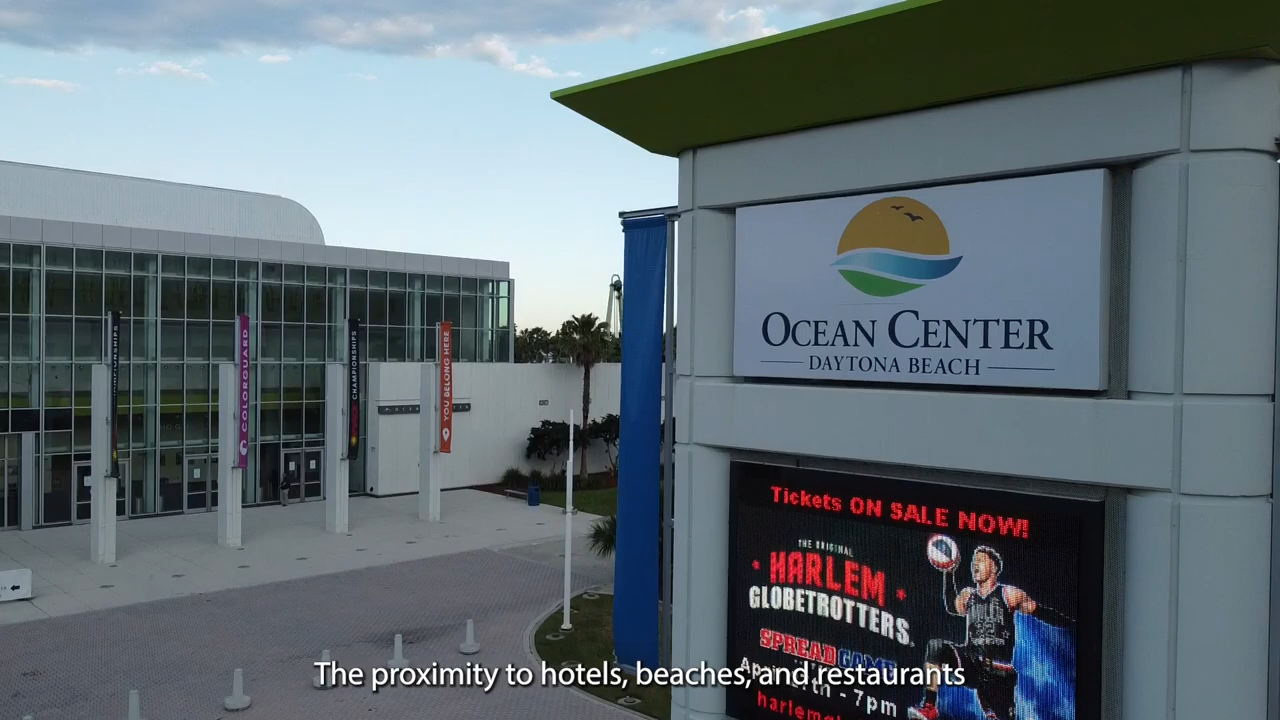 OCEAN CENTER
DAYTONA BEACH
Tickets ON SALE NOW!
THE ORIGINAL
HARLEM
GLOBETROTTERS
SPREAD GAME
- 7pm
CHAMPIONSHIPS
COLORGUARD
CHAMPIONSHIPS
YOU BELONG HERE
The proximity to hotels, beaches, and restaurants